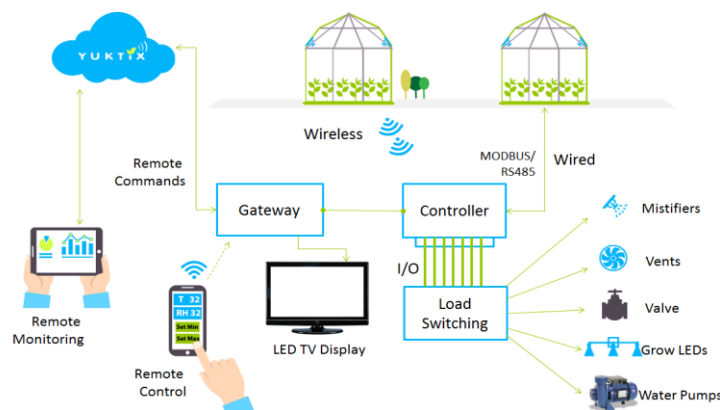 YUKTIX
Wireless
MODBUS/
RS485
Wired
Remote
Commands
Gateway
Controller
Mistifiers
I/O
Vents
T 32
RH 32
Set Min
Set Max
Load
Switching
Valve
Remote
Monitoring
LED TV Display
Grow LEDs
Remote
Control
Water Pumps